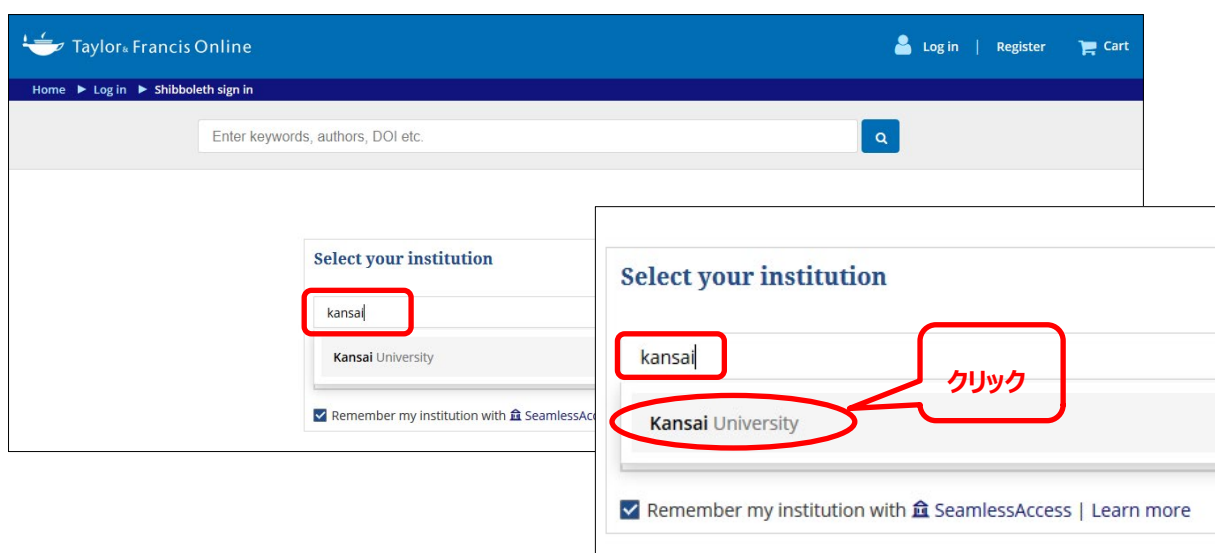 Taylor & Francis Online
Log in | Register Cart
Home Log in Shibboleth sign in
Enter keywords, authors, DOI etc.
Select your institution
kansai
Kansai University
Remember my institution with SeamlessAcc
Select your institution
kansai
クリック
Kansai University
Remember my institution with SeamlessAccess | Learn more